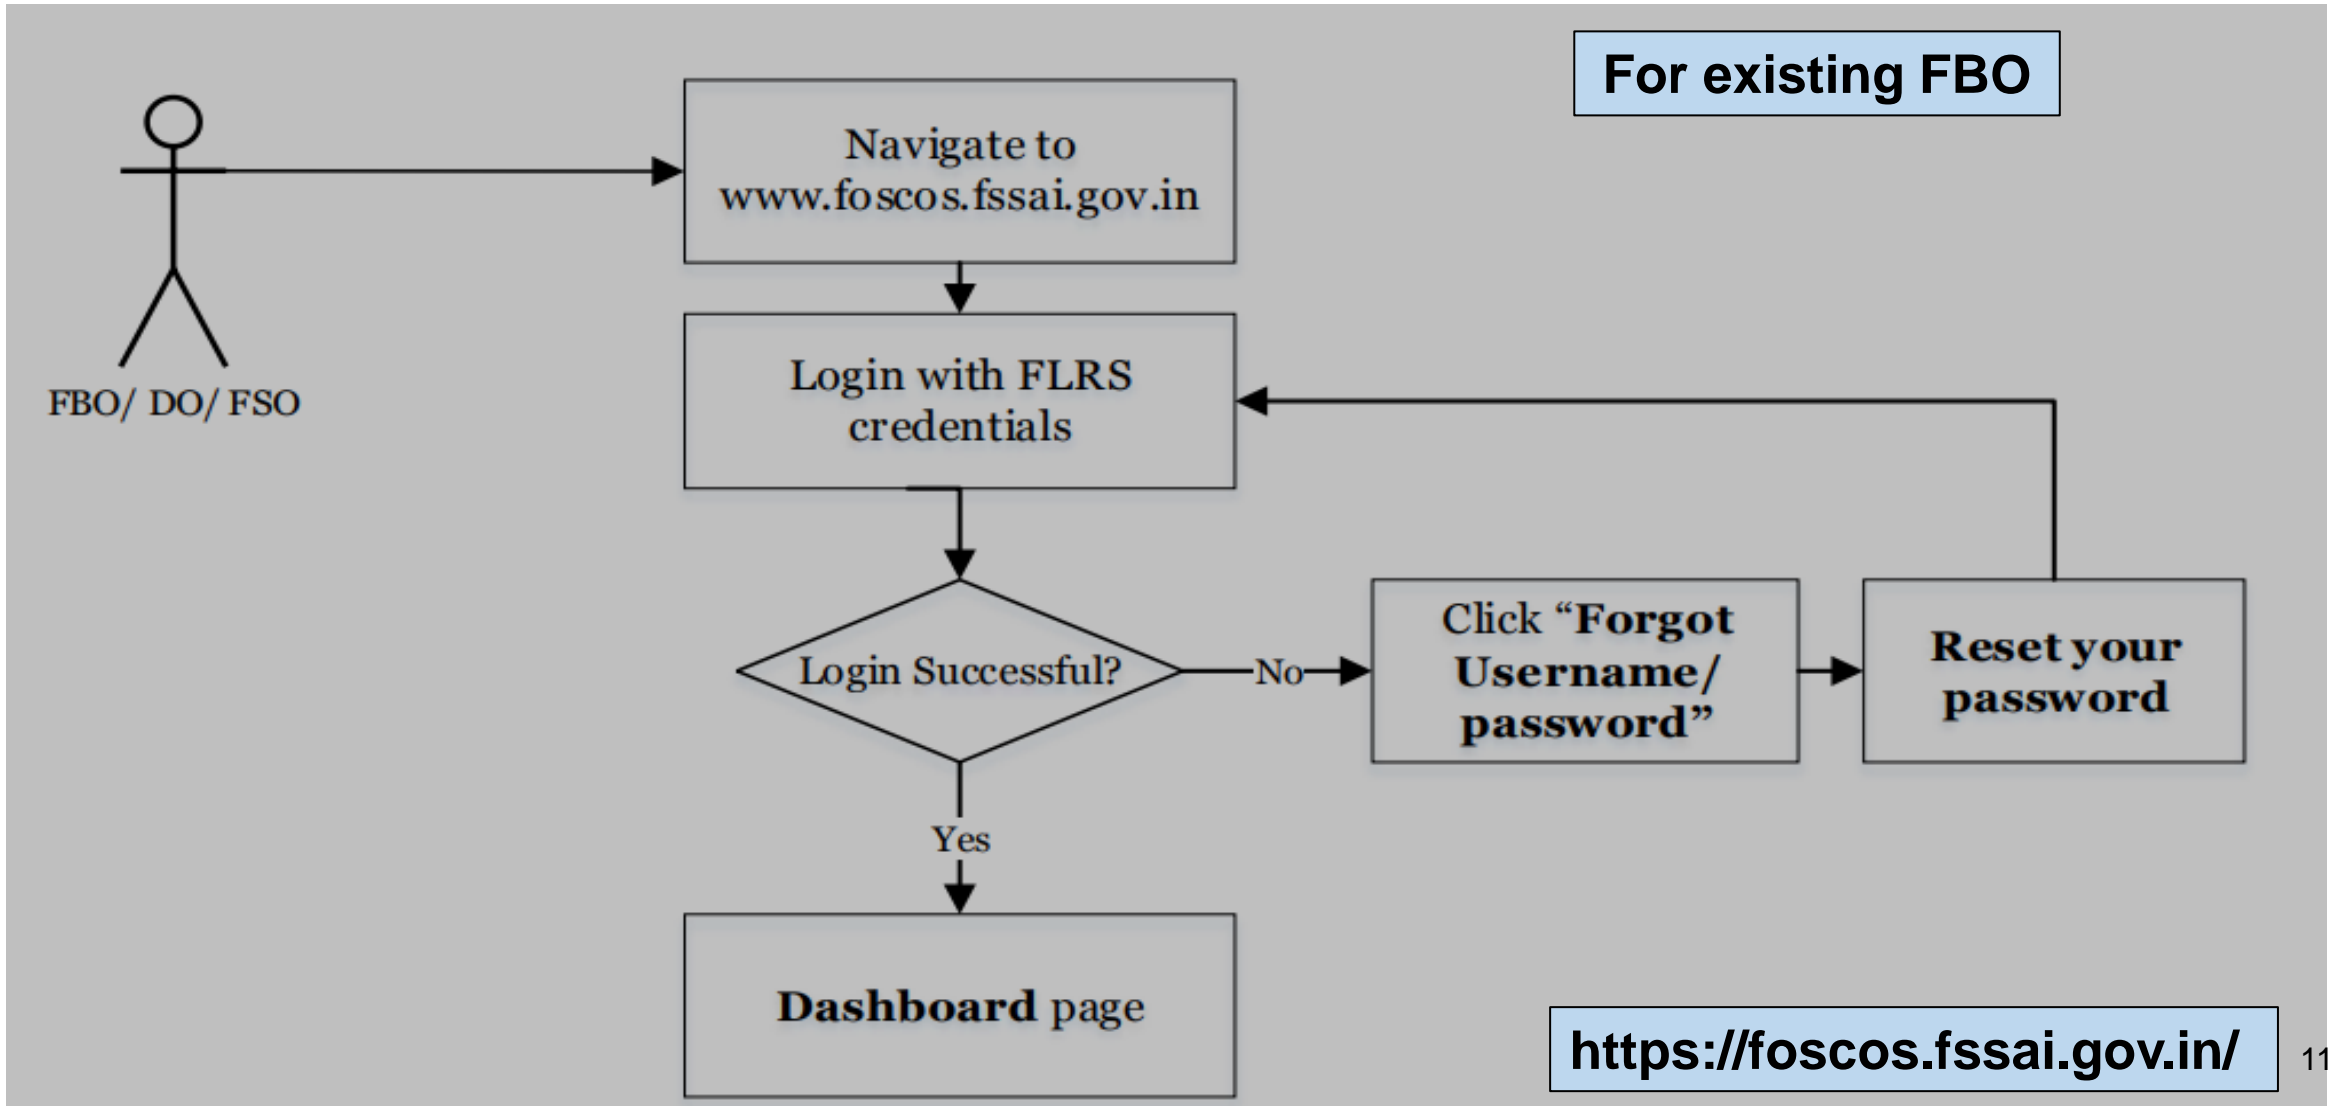 For existing FBO
Navigate to
www.foscos.fssai.gov.in
FBO/ DO/ FSO
Login with FLRS
credentials
Login Successful?
No
Click “Forgot
Username/
password”
Reset your
password
Yes
Dashboard page
https://foscos.fssai.gov.in/
11